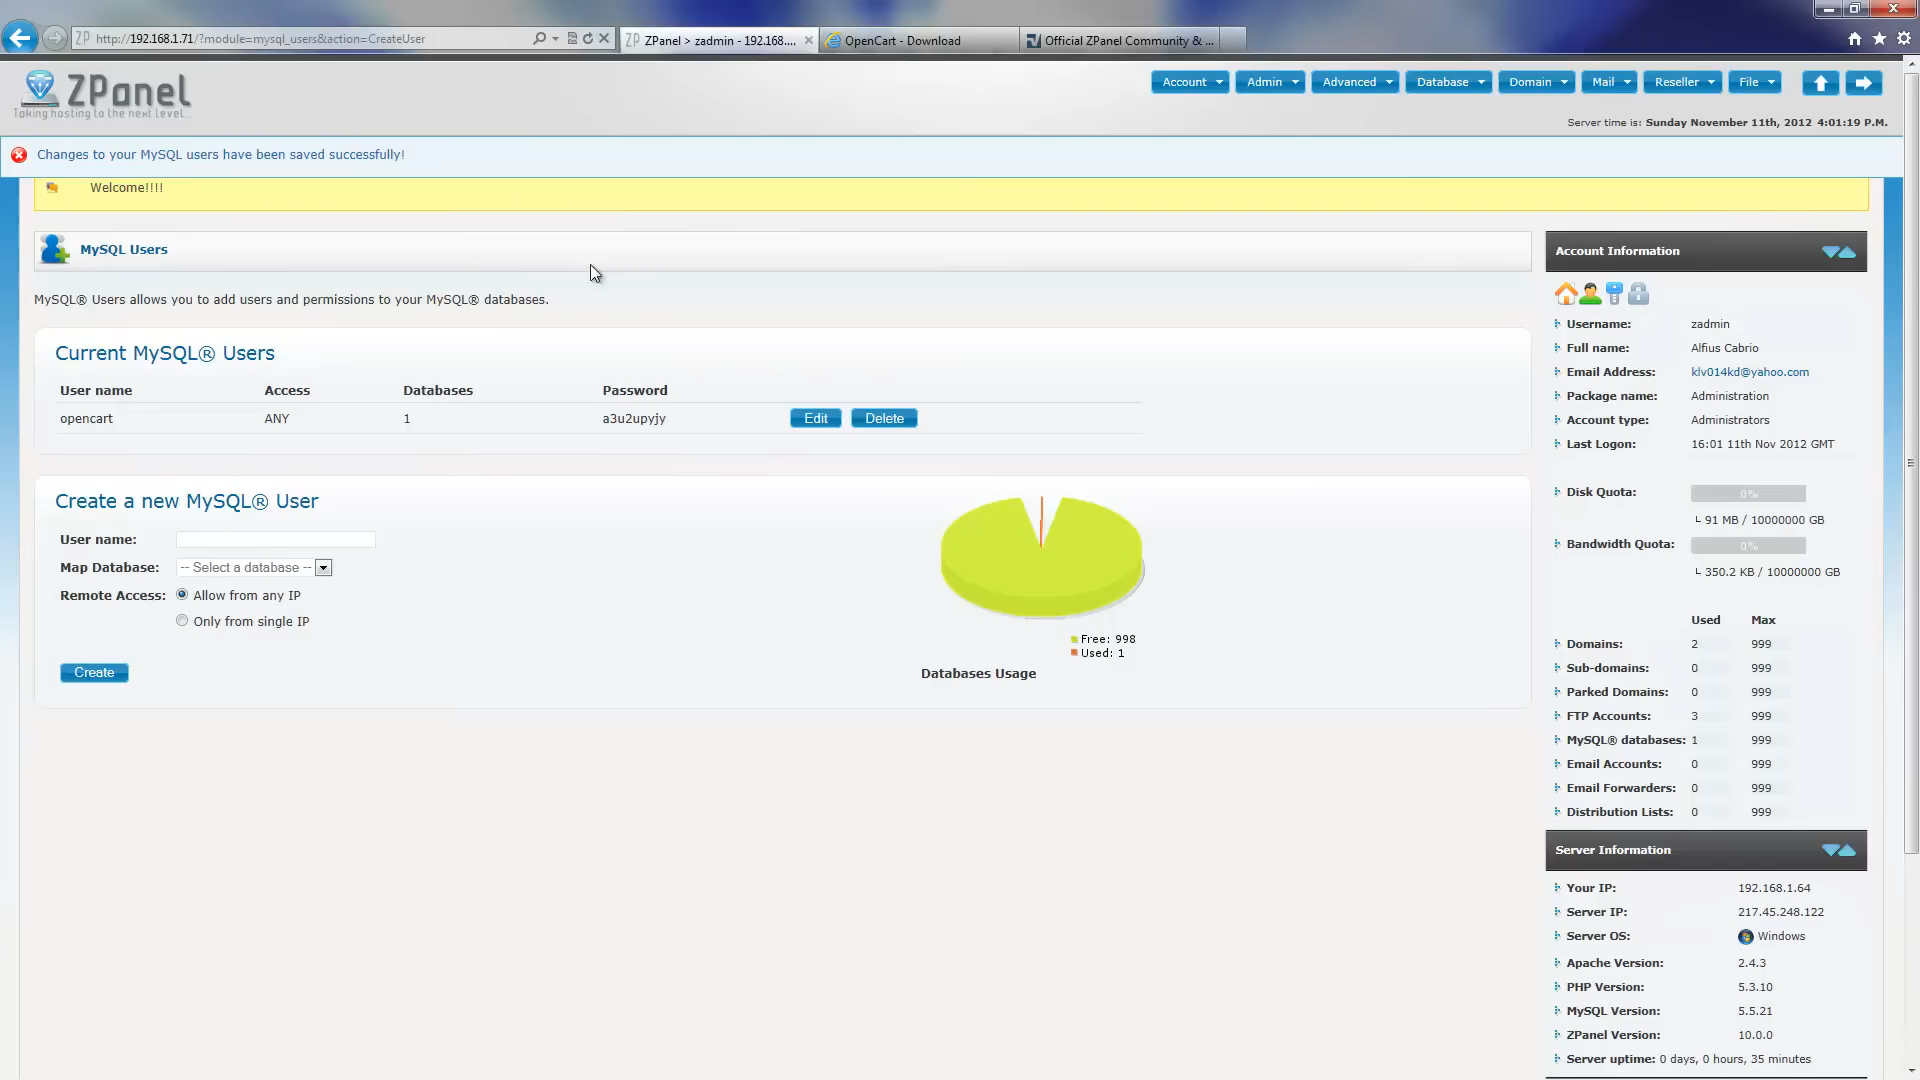 http://192.168.1.71/?module=mysql_users&action=CreateUser
ZPanel > zadmin - 192.168....
OpenCart - Download
Official ZPanel Community & ...
ZPanel
Taking hosting to the next level...
Account
Admin
Advanced
Database
Domain
Mail
Reseller
File
Server time is: Sunday November 11th, 2012 4:01:19 P.M.
Changes to your MySQL users have been saved successfully!
Welcome!!!!
MySQL Users
MySQL® Users allows you to add users and permissions to your MySQL® databases.
Current MySQL® Users
User name Access Databases Password
opencart ANY 1 a3u2upyjy Edit Delete
Create a new MySQL® User
User name:
Map Database: -- Select a database --
Remote Access: Allow from any IP
Only from single IP
Create
Free: 998
Used: 1
Databases Usage
Account Information
Username: zadmin
Full name: Alfius Cabrio
Email Address: klv014kd@yahoo.com
Package name: Administration
Account type: Administrators
Last Logon: 16:01 11th Nov 2012 GMT
Disk Quota: 0%
91 MB / 10000000 GB
Bandwidth Quota: 0%
350.2 KB / 10000000 GB
Used Max
Domains: 2 999
Sub-domains: 0 999
Parked Domains: 0 999
FTP Accounts: 3 999
MySQL® databases: 1 999
Email Accounts: 0 999
Email Forwarders: 0 999
Distribution Lists: 0 999
Server Information
Your IP: 192.168.1.64
Server IP: 217.45.248.122
Server OS: Windows
Apache Version: 2.4.3
PHP Version: 5.3.10
MySQL Version: 5.5.21
ZPanel Version: 10.0.0
Server uptime: 0 days, 0 hours, 35 minutes